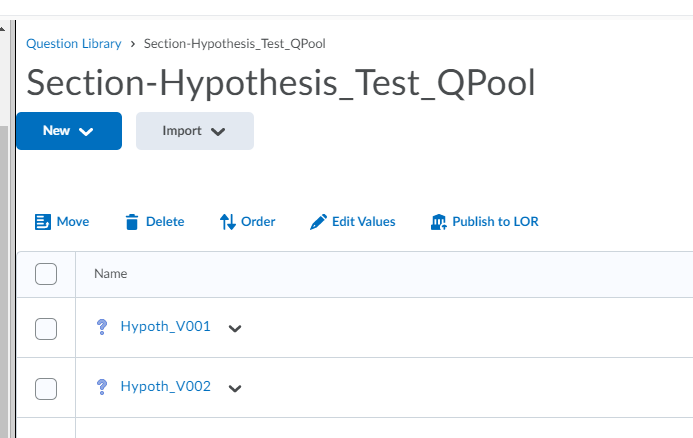 Question Library › Section-Hypothesis_Test_QPool
Section-Hypothesis_Test_QPool
New Import
Move Delete Order Edit Values Publish to LOR
Name
Hypoth_V001
Hypoth_V002